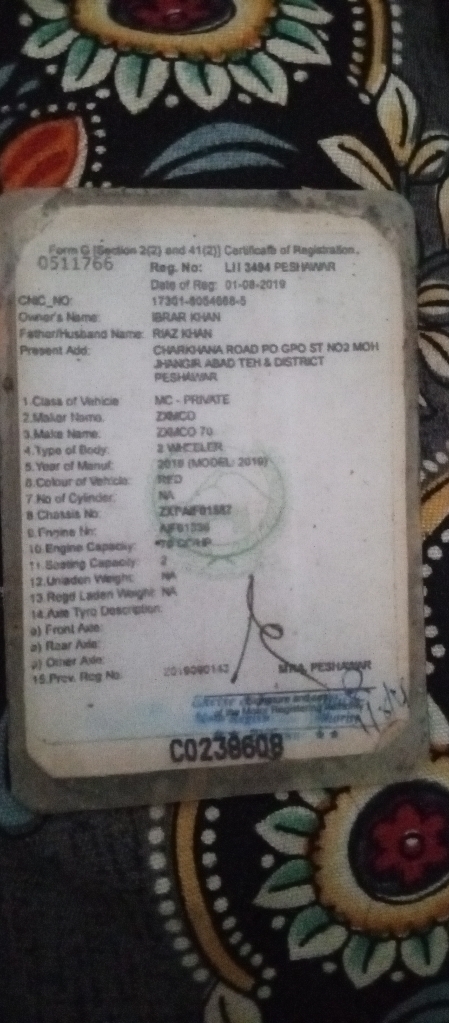 Form G [Section 2(2) and 41(2)] Certificate of Registration.
0511766 Reg. No: LII 3494 PESHAWAR
Date of Reg: 01-08-2019
CNIC_NO: 17301-8054668-5
Owner's Name: IBRAR KHAN
Father/Husband Name: RIAZ KHAN
Present Add: CHARKHANA ROAD PO GPO ST NO2 MOH
JHANGIR ABAD TEH & DISTRICT
PESHAWAR
1.Class of Vehicle MC - PRIVATE
2.Maker Name. ZXMCO
3.Make Name: ZXMCO 70
4.Type of Body: 2 WHEELER
5.Year of Manuf: 2019 (MODEL: 2019)
6.Colour of Vehicle: RED
7.No of Cylinder: NA
8.Chassis No:
9.Engine No:
10.Engine Capacity:
11.Seating Capacity: 2
12.Unladen Weight: NA
13.Regd Laden Weight: NA
14.Axle Tyro Description:
a) Front Axle:
a) Rear Axle:
a) Other Axle:
15.Prev. Reg No. 2019080142 MRA, PESHAWAR
C0238608